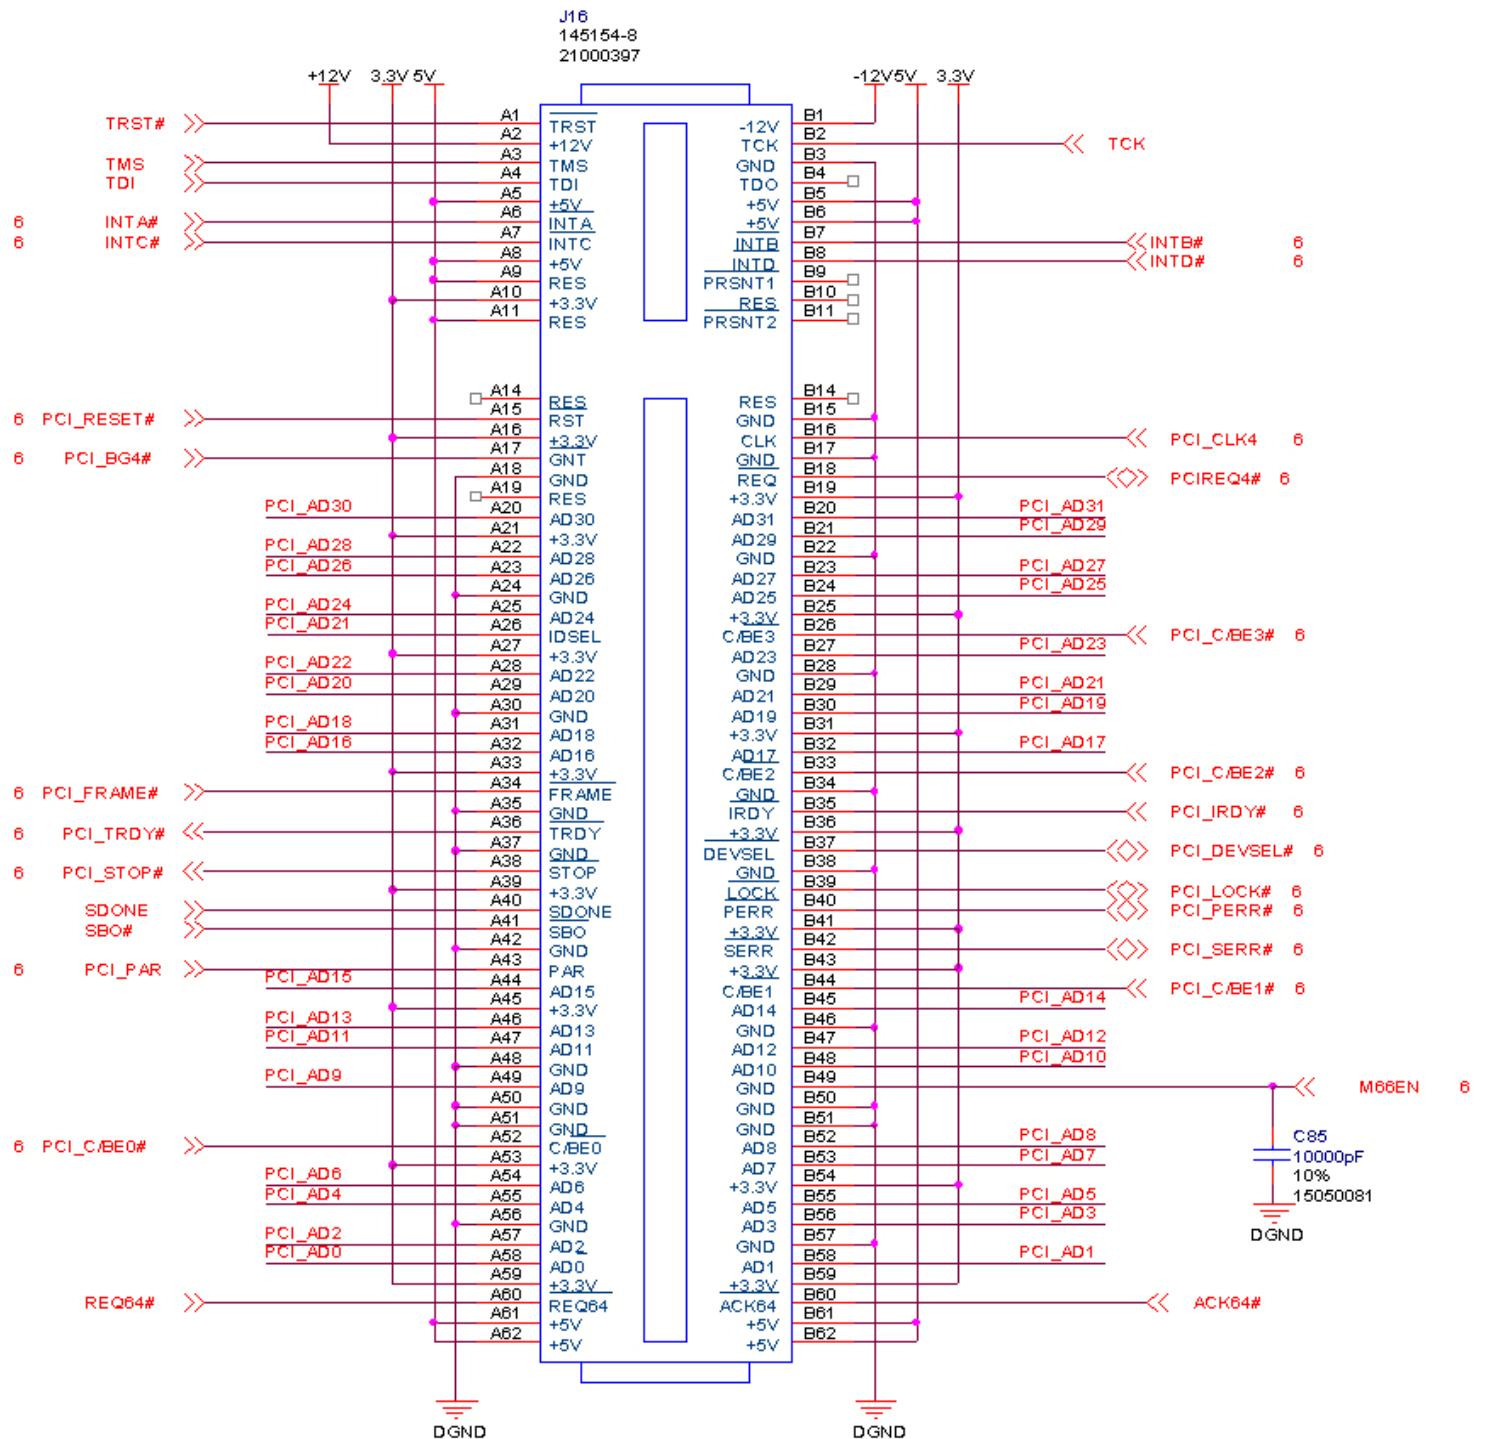 J16
145154-8
21000397
+12V 3.3V 5V -12V 5V 3.3V
TRST# A1 TRST -12V B1
A2 +12V TCK B2 TCK
TMS A3 TMS GND B3
TDI A4 TDI TDO B4
A5 +5V +5V B5
6 INTA# A6 INTA +5V B6
6 INTC# A7 INTC INTB B7 INTB# 6
A8 +5V INTD B8 INTD# 6
A9 RES PRSNT1 B9
A10 +3.3V RES B10
A11 RES PRSNT2 B11
A14 RES RES B14
6 PCI_RESET# A15 RST GND B15
A16 +3.3V CLK B16 PCI_CLK4 6
6 PCI_BG4# A17 GNT GND B17
A18 GND REQ B18 PCIREQ4# 6
A19 RES +3.3V B19
PCI_AD30 A20 AD30 AD31 B20 PCI_AD31
A21 +3.3V AD29 B21 PCI_AD29
PCI_AD28 A22 AD28 GND B22
PCI_AD26 A23 AD26 AD27 B23 PCI_AD27
A24 GND AD25 B24 PCI_AD25
PCI_AD24 A25 AD24 +3.3V B25
PCI_AD21 A26 IDSEL C/BE3 B26 PCI_C/BE3# 6
A27 +3.3V AD23 B27 PCI_AD23
PCI_AD22 A28 AD22 GND B28
PCI_AD20 A29 AD20 AD21 B29 PCI_AD21
A30 GND AD19 B30 PCI_AD19
PCI_AD18 A31 AD18 +3.3V B31
PCI_AD16 A32 AD16 AD17 B32 PCI_AD17
A33 +3.3V C/BE2 B33 PCI_C/BE2# 6
6 PCI_FRAME# A34 FRAME GND B34
A35 GND IRDY B35 PCI_IRDY# 6
6 PCI_TRDY# A36 TRDY +3.3V B36
A37 GND DEVSEL B37 PCI_DEVSEL# 6
6 PCI_STOP# A38 STOP GND B38
A39 +3.3V LOCK B39 PCI_LOCK# 6
SDONE A40 SDONE PERR B40 PCI_PERR# 6
SBO# A41 SBO +3.3V B41
A42 GND SERR B42 PCI_SERR# 6
6 PCI_PAR A43 PAR +3.3V B43
PCI_AD15 A44 AD15 C/BE1 B44 PCI_C/BE1# 6
A45 +3.3V AD14 B45 PCI_AD14
PCI_AD13 A46 AD13 GND B46
PCI_AD11 A47 AD11 AD12 B47 PCI_AD12
A48 GND AD10 B48 PCI_AD10
PCI_AD9 A49 AD9 GND B49 M66EN 6
A50 GND GND B50
A51 GND GND B51
6 PCI_C/BE0# A52 C/BE0 AD8 B52 PCI_AD8
A53 +3.3V AD7 B53 PCI_AD7
PCI_AD6 A54 AD6 +3.3V B54
PCI_AD4 A55 AD4 AD5 B55 PCI_AD5
A56 GND AD3 B56 PCI_AD3
PCI_AD2 A57 AD2 GND B57
PCI_AD0 A58 AD0 AD1 B58 PCI_AD1
A59 +3.3V +3.3V B59
REQ64# A60 REQ64 ACK64 B60 ACK64#
A61 +5V +5V B61
A62 +5V +5V B62
C85
10000pF
10%
15050081
DGND
DGND DGND